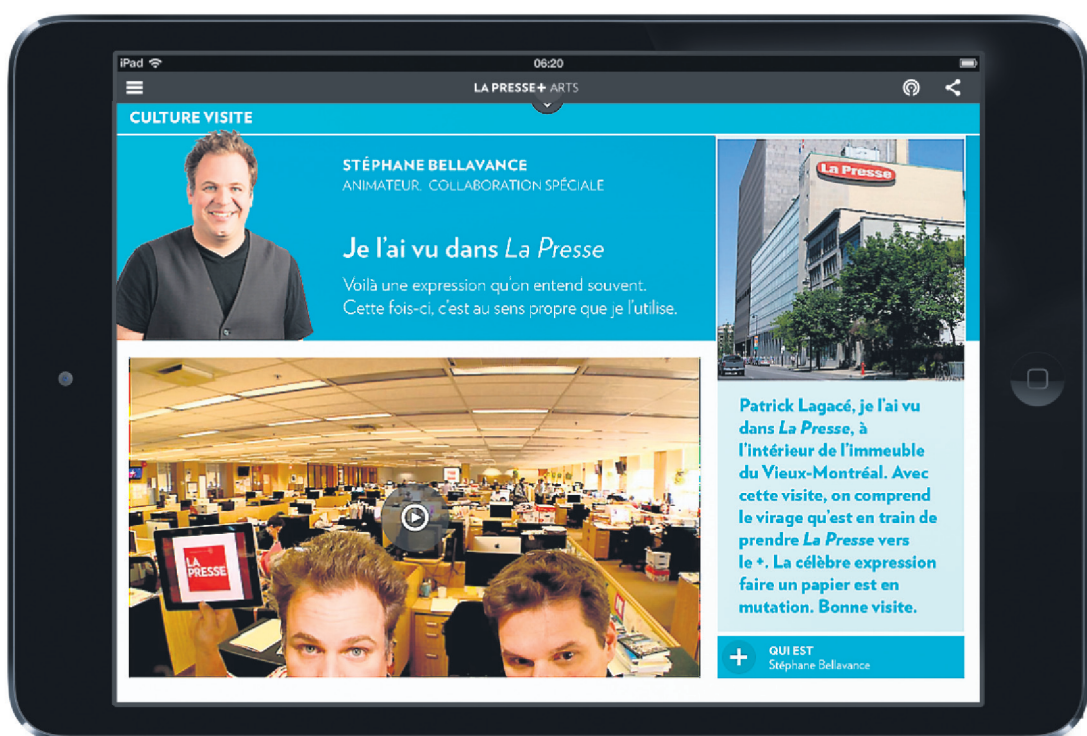 iPad
06:20
LA PRESSE+ ARTS
CULTURE VISITE
STÉPHANE BELLAVANCE
ANIMATEUR. COLLABORATION SPÉCIALE
Je l'ai vu dans La Presse
Voilà une expression qu'on entend souvent.
Cette fois-ci, c'est au sens propre que je l'utilise.
La Presse
LA
PRESSE
Patrick Lagacé, je l'ai vu
dans La Presse, à
l'intérieur de l'immeuble
du Vieux-Montréal. Avec
cette visite, on comprend
le virage qu'est en train de
prendre La Presse vers
le +. La célèbre expression
faire un papier est en
mutation. Bonne visite.
QUI EST
Stéphane Bellavance